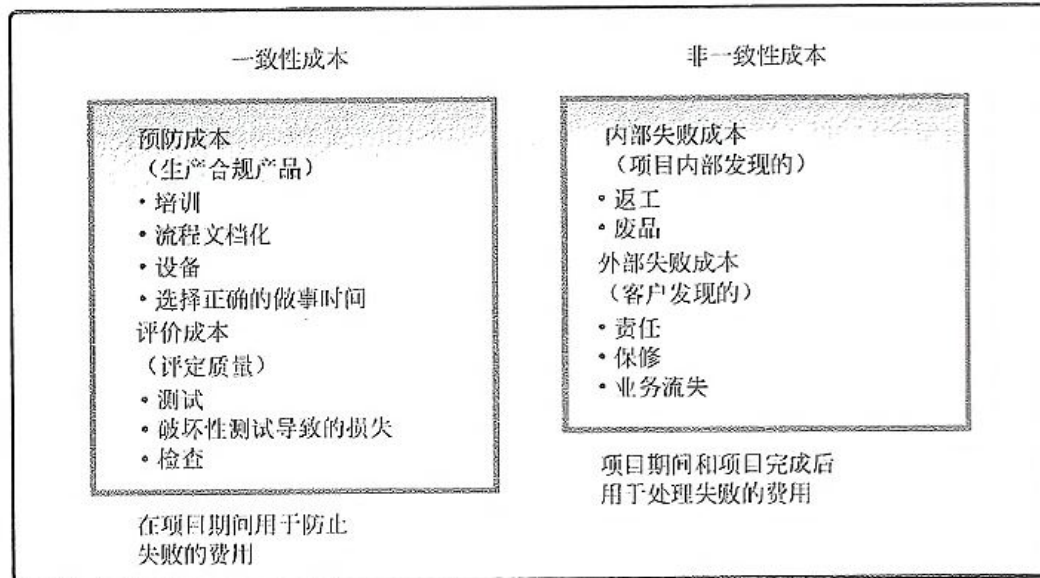 一致性成本
预防成本
（生产合规产品）
• 培训
• 流程文档化
• 设备
• 选择正确的做事时间
评价成本
（评定质量）
• 测试
• 破坏性测试导致的损失
• 检查
在项目期间用于防止
失败的费用
非一致性成本
内部失败成本
（项目内部发现的）
• 返工
• 废品
外部失败成本
（客户发现的）
• 责任
• 保修
• 业务流失
项目期间和项目完成后
用于处理失败的费用